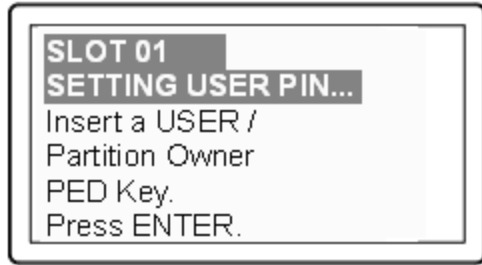 SLOT 01
SETTING USER PIN...
Insert a USER /
Partition Owner
PED Key.
Press ENTER.